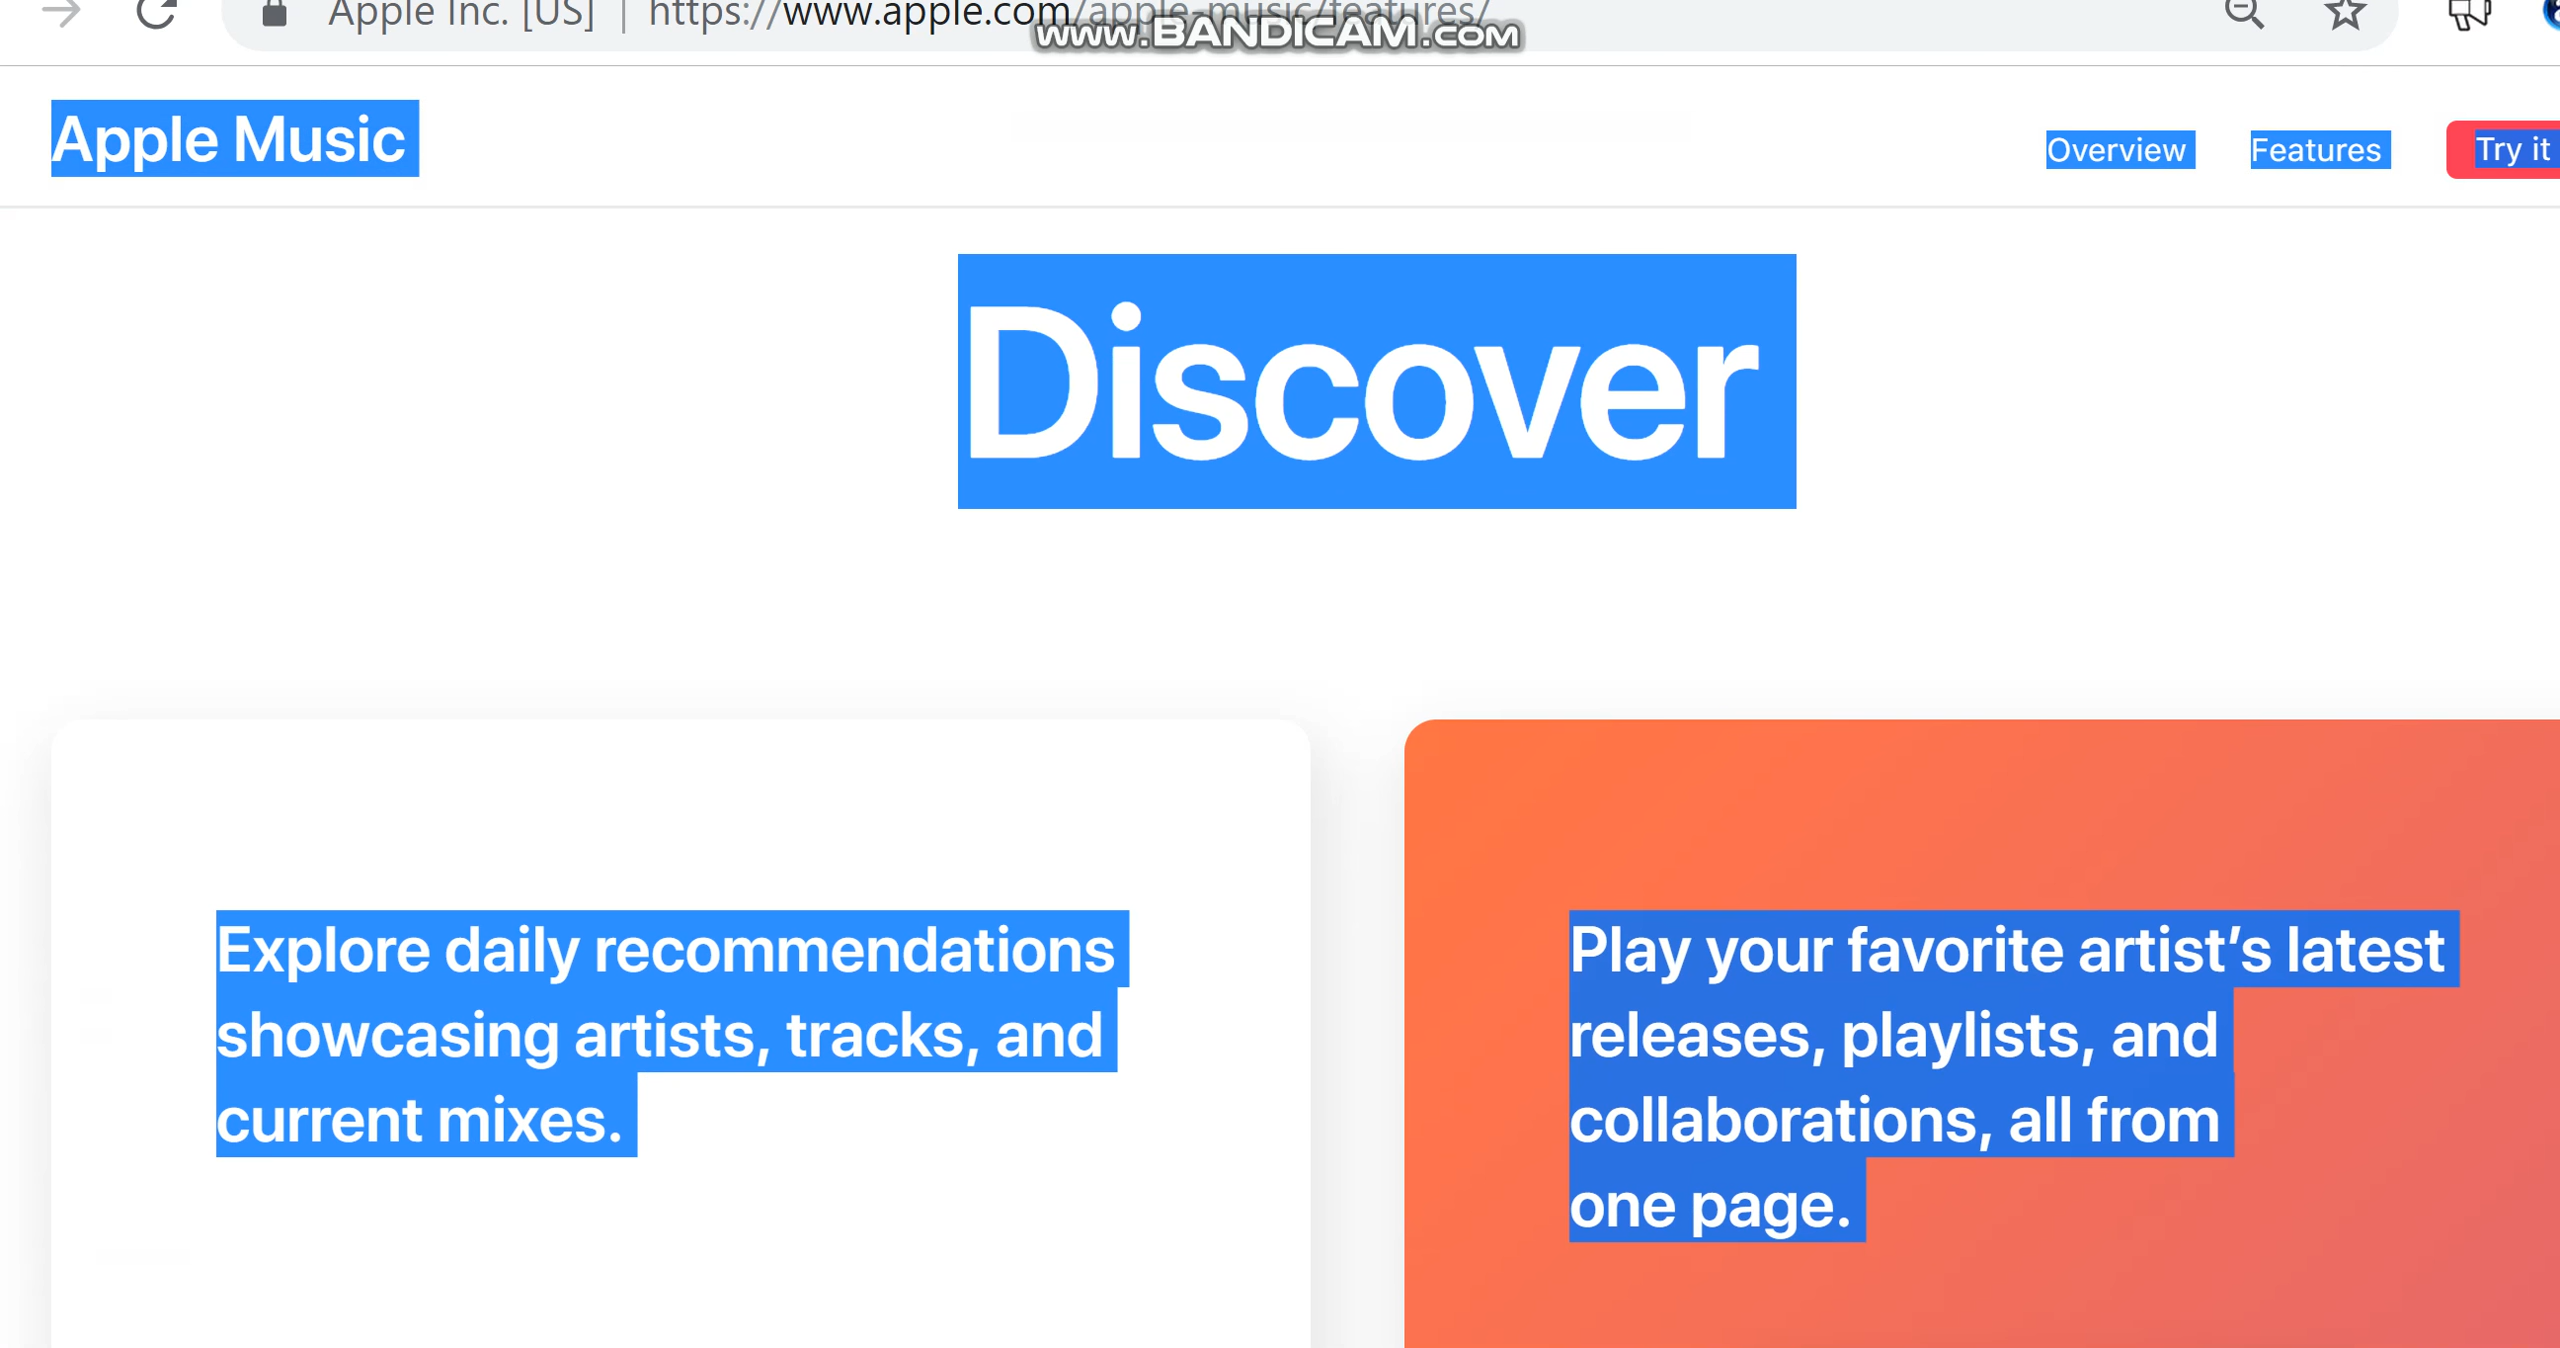 Apple Inc. [US] | https://www.apple.com/apple-music/features/
www.BANDICAM.com
Apple Music
Overview
Features
Try it
Discover
Explore daily recommendations
showcasing artists, tracks, and
current mixes.
Play your favorite artist’s latest
releases, playlists, and
collaborations, all from
one page.